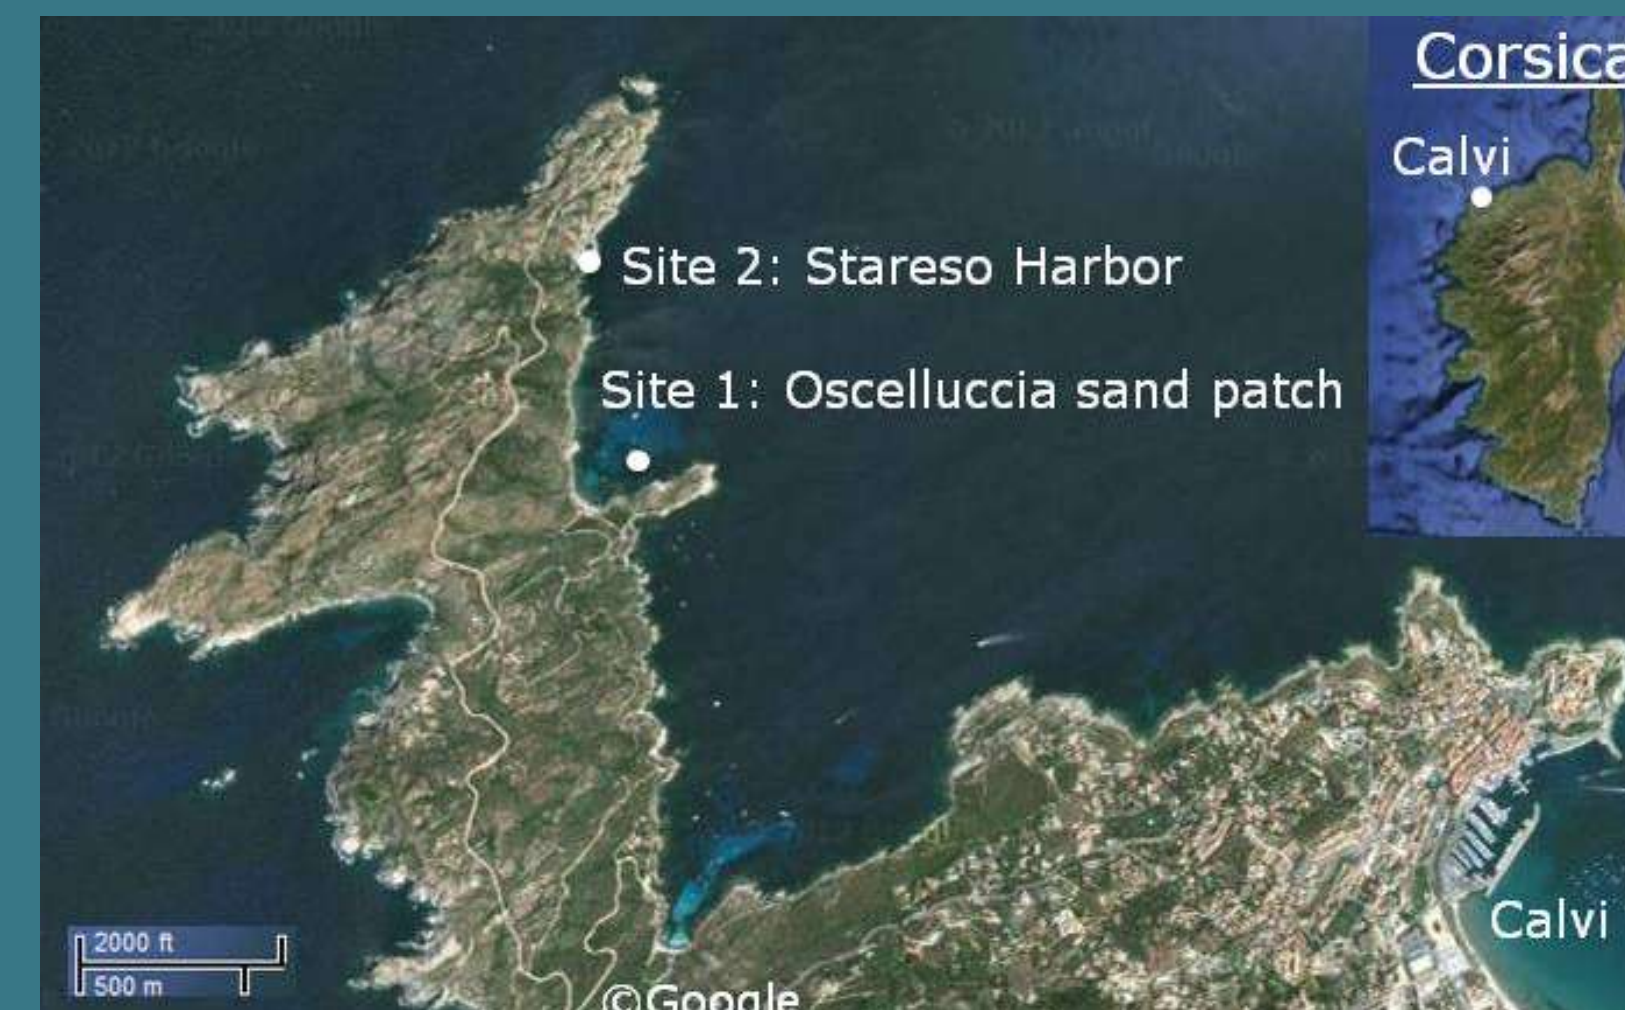 Corsica
Calvi
Site 2: Stareso Harbor
Site 1: Oscelluccia sand patch
Calvi
2000 ft
500 m
©Google